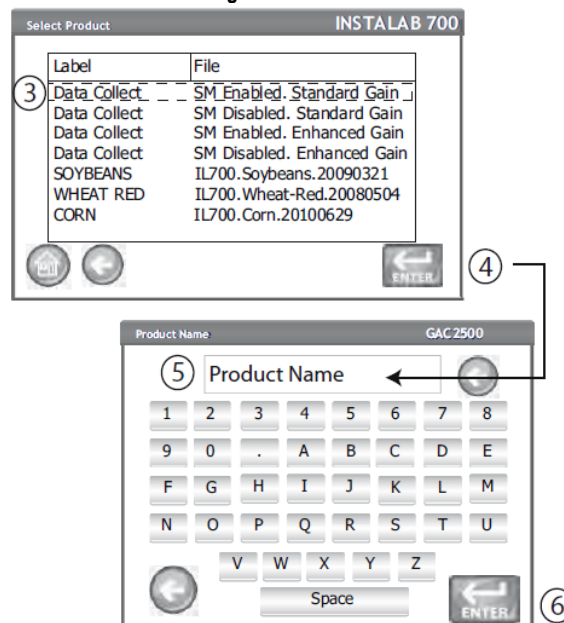 Select Product INSTALAB 700
Label File
③ Data Collect SM Enabled. Standard Gain
Data Collect SM Disabled. Standard Gain
Data Collect SM Enabled. Enhanced Gain
Data Collect SM Disabled. Enhanced Gain
SOYBEANS IL700.Soybeans.20090321
WHEAT RED IL700.Wheat-Red.20080504
CORN IL700.Corn.20100629
ENTER ④
Product Name GAC2500
⑤ Product Name
1 2 3 4 5 6 7 8
9 0 . A B C D E
F G H I J K L M
N O P Q R S T U
V W X Y Z
Space ENTER ⑥